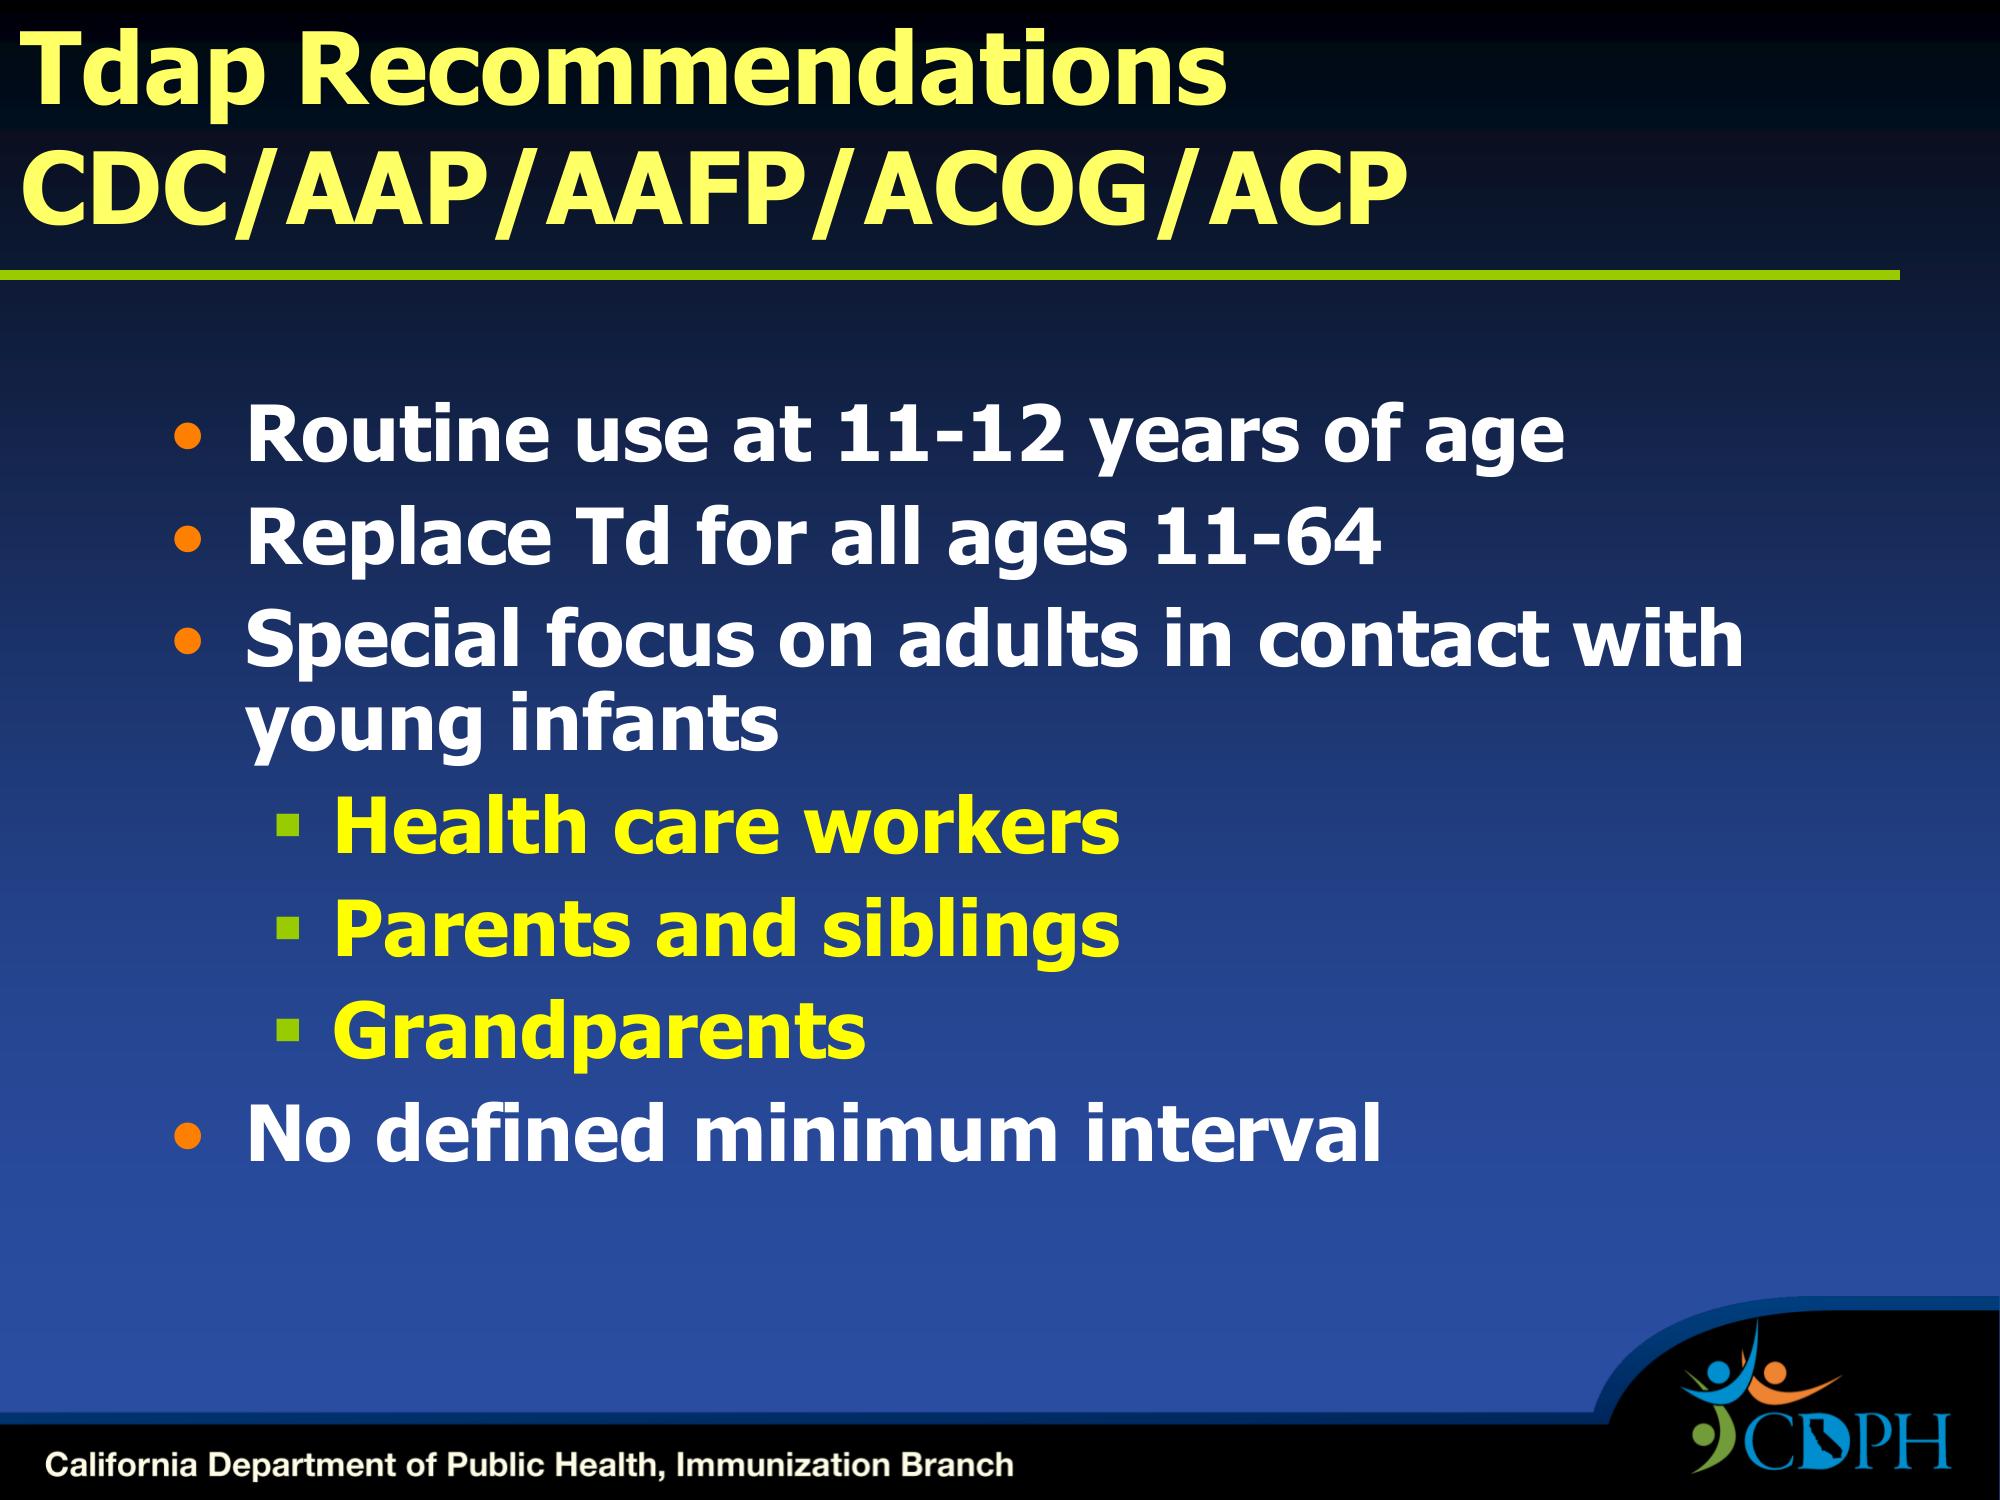 Tdap Recommendations
CDC/AAP/AAFP/ACOG/ACP
• Routine use at 11-12 years of age
• Replace Td for all ages 11-64
• Special focus on adults in contact with
young infants
▪ Health care workers
▪ Parents and siblings
▪ Grandparents
• No defined minimum interval
CDPH
California Department of Public Health, Immunization Branch